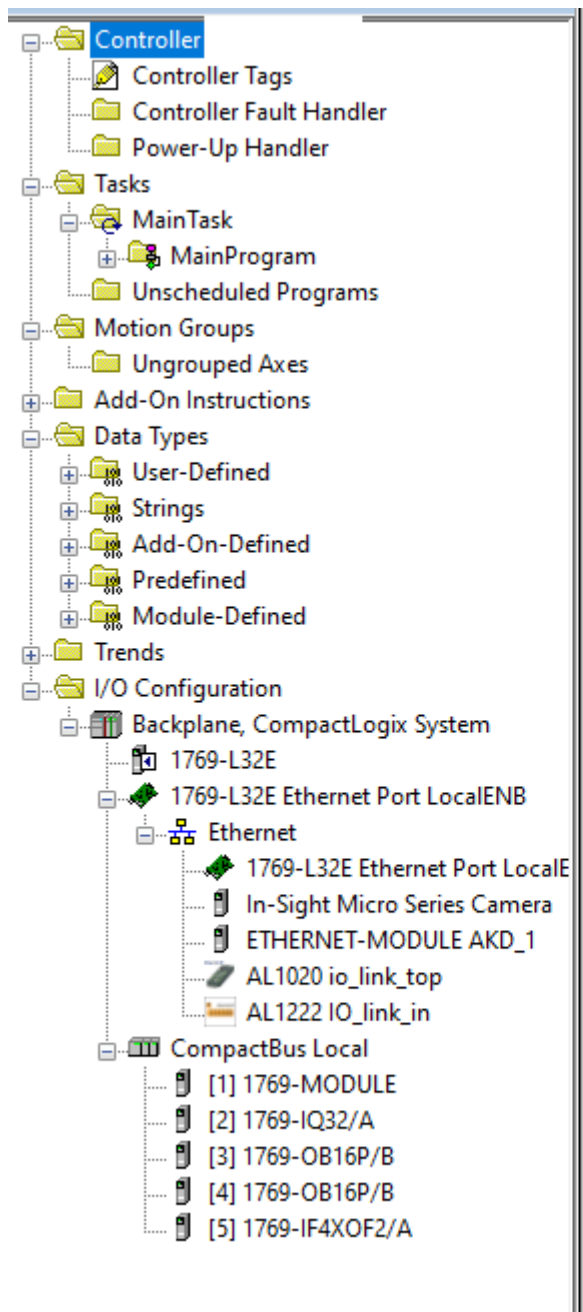 Controller
Controller Tags
Controller Fault Handler
Power-Up Handler
Tasks
MainTask
MainProgram
Unscheduled Programs
Motion Groups
Ungrouped Axes
Add-On Instructions
Data Types
User-Defined
Strings
Add-On-Defined
Predefined
Module-Defined
Trends
I/O Configuration
Backplane, CompactLogix System
1769-L32E
1769-L32E Ethernet Port LocalENB
Ethernet
1769-L32E Ethernet Port LocalE
In-Sight Micro Series Camera
ETHERNET-MODULE AKD_1
AL1020 io_link_top
AL1222 IO_link_in
CompactBus Local
[1] 1769-MODULE
[2] 1769-IQ32/A
[3] 1769-OB16P/B
[4] 1769-OB16P/B
[5] 1769-IF4XOF2/A